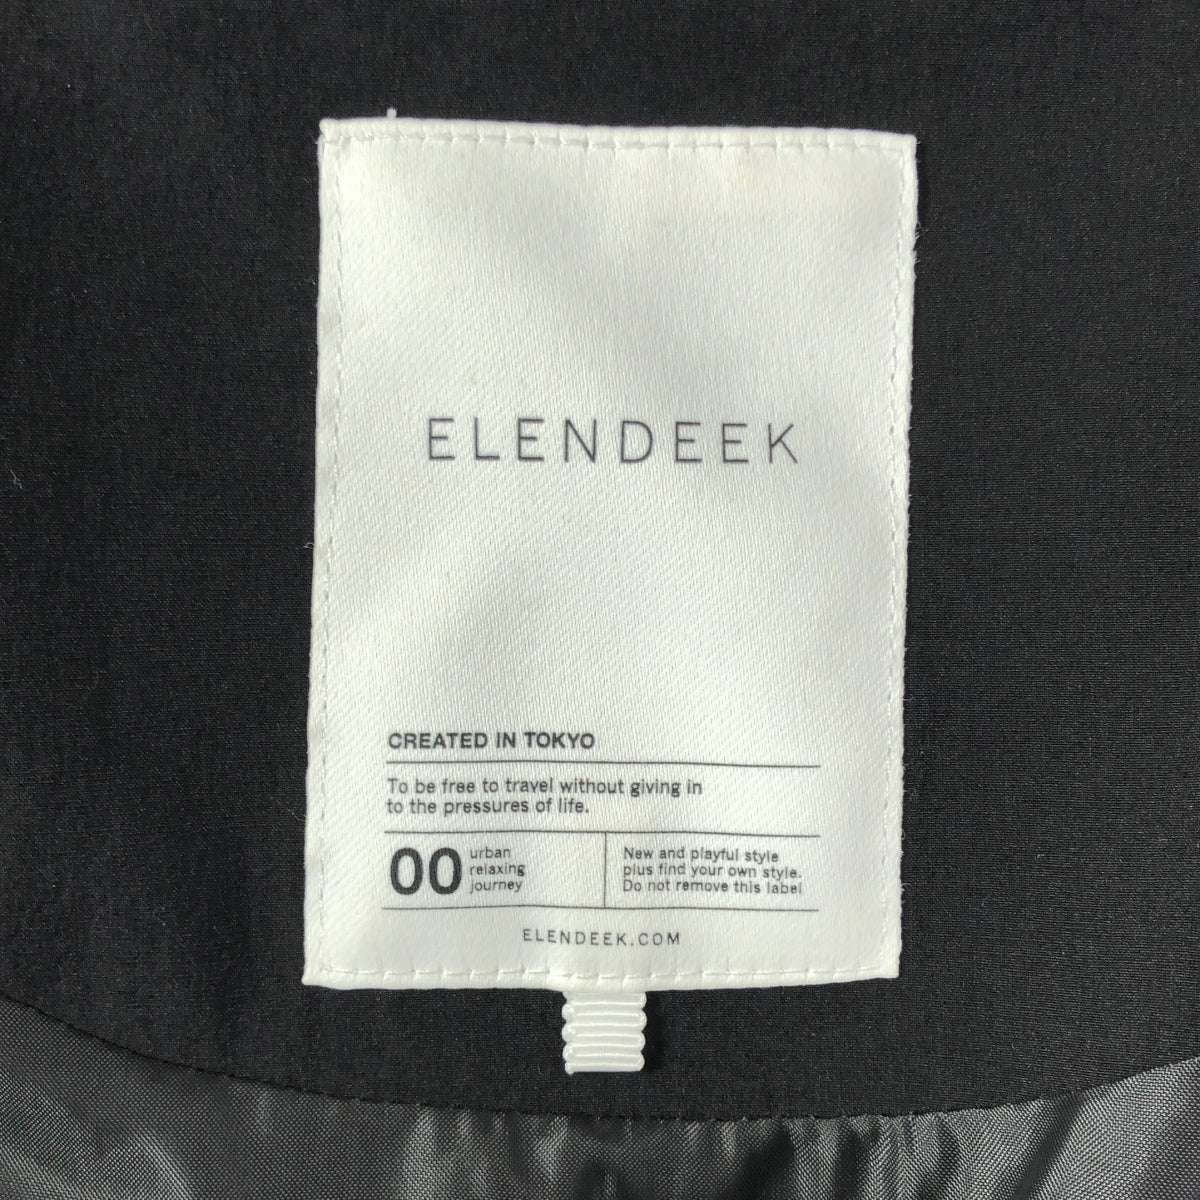 ELENDEEK
CREATED IN TOKYO
To be free to travel without giving in
to the pressures of life.
00
urban
relaxing
journey
New and playful style
plus find your own style.
Do not remove this label
ELENDEEK.COM